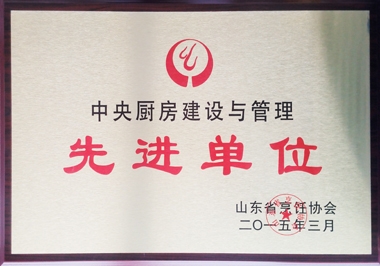 中央厨房建设与管理
先进单位
山东省烹饪协会
二〇一五年三月